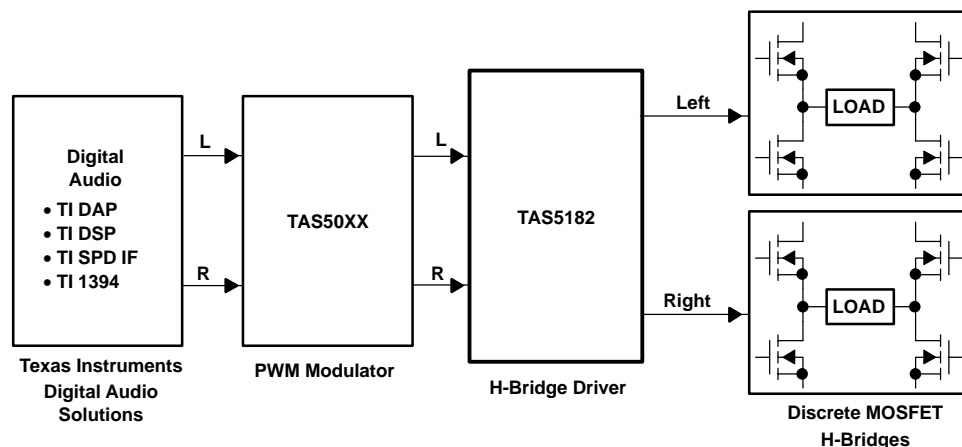 Digital
Audio
• TI DAP
• TI DSP
• TI SPD IF
• TI 1394
Texas Instruments
Digital Audio
Solutions
L
R
TAS50XX
PWM Modulator
L
R
TAS5182
H-Bridge Driver
Left
Right
LOAD
LOAD
Discrete MOSFET
H-Bridges